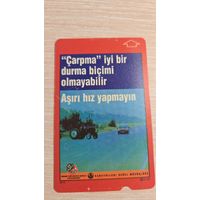 “Çarpma” iyi bir
durma biçimi
olmayabilir
Aşırı hız yapmayın